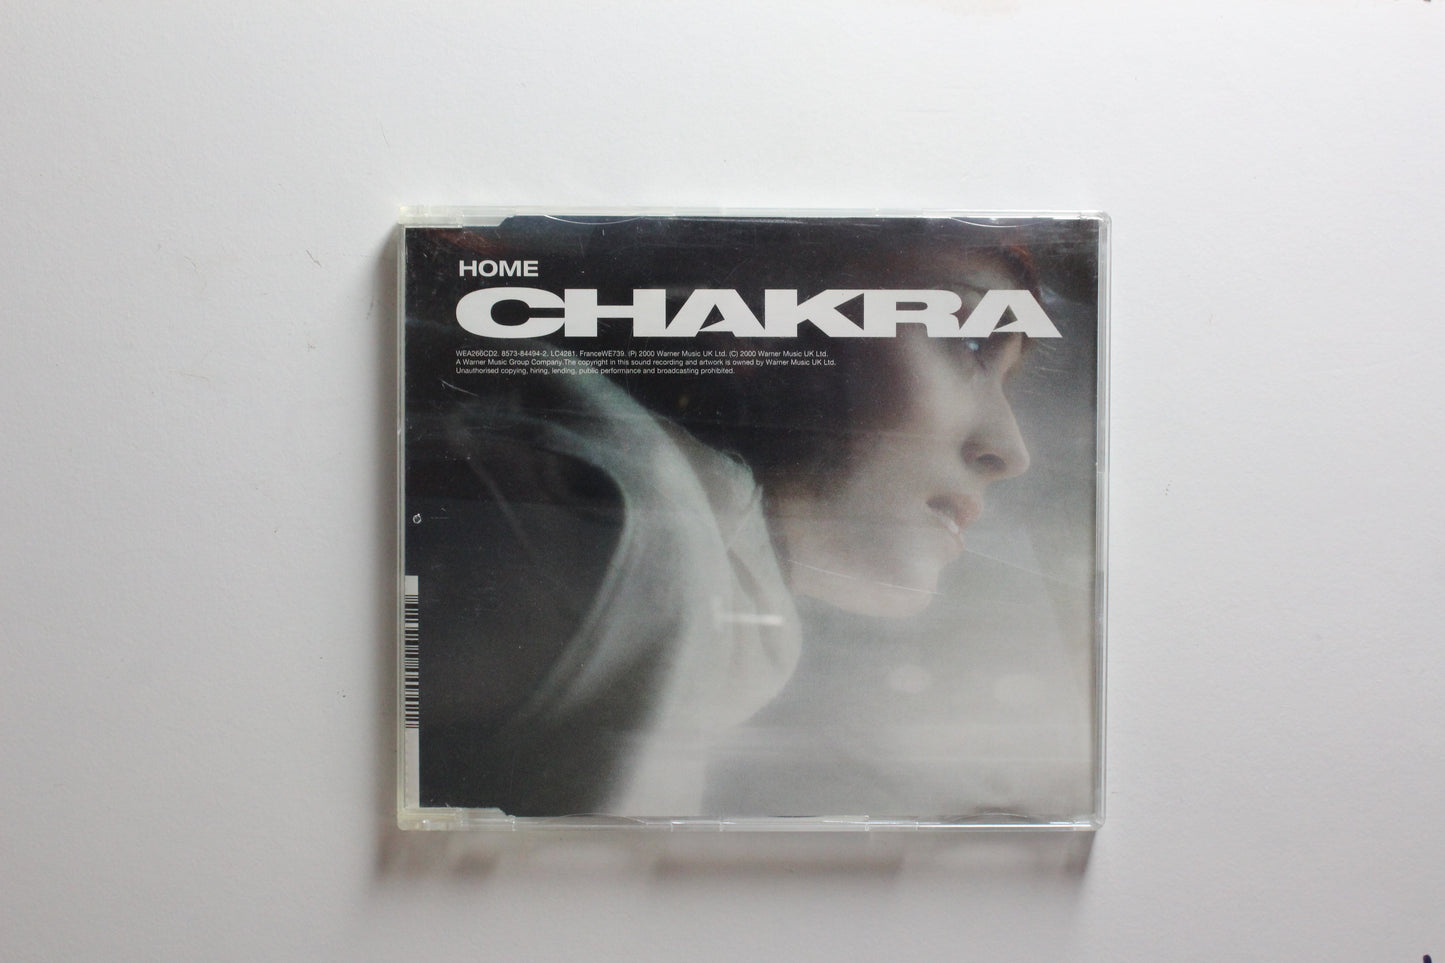 HOME
CHAKRA
WEA266CD2. 8573-84494-2. LC4281. FranceWE739. (P) 2000 Warner Music UK Ltd. (C) 2000 Warner Music UK Ltd.
A Warner Music Group Company.The copyright in this sound recording and artwork is owned by Warner Music UK Ltd.
Unauthorised copying, hiring, lending, public performance and broadcasting prohibited.